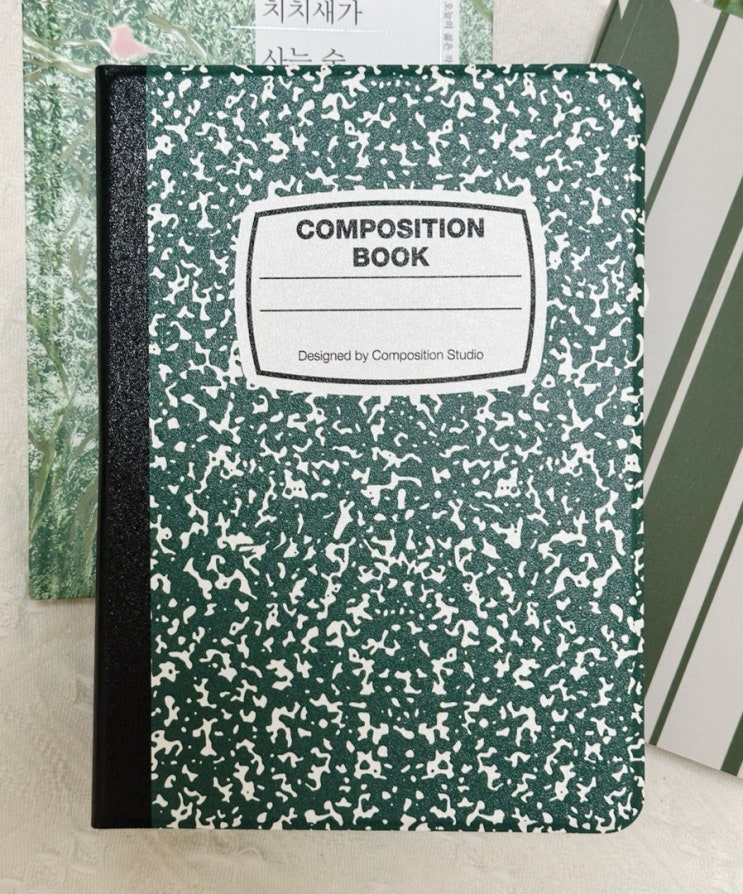 치치새가
사는 숲
COMPOSITION
BOOK
Designed by Composition Studio